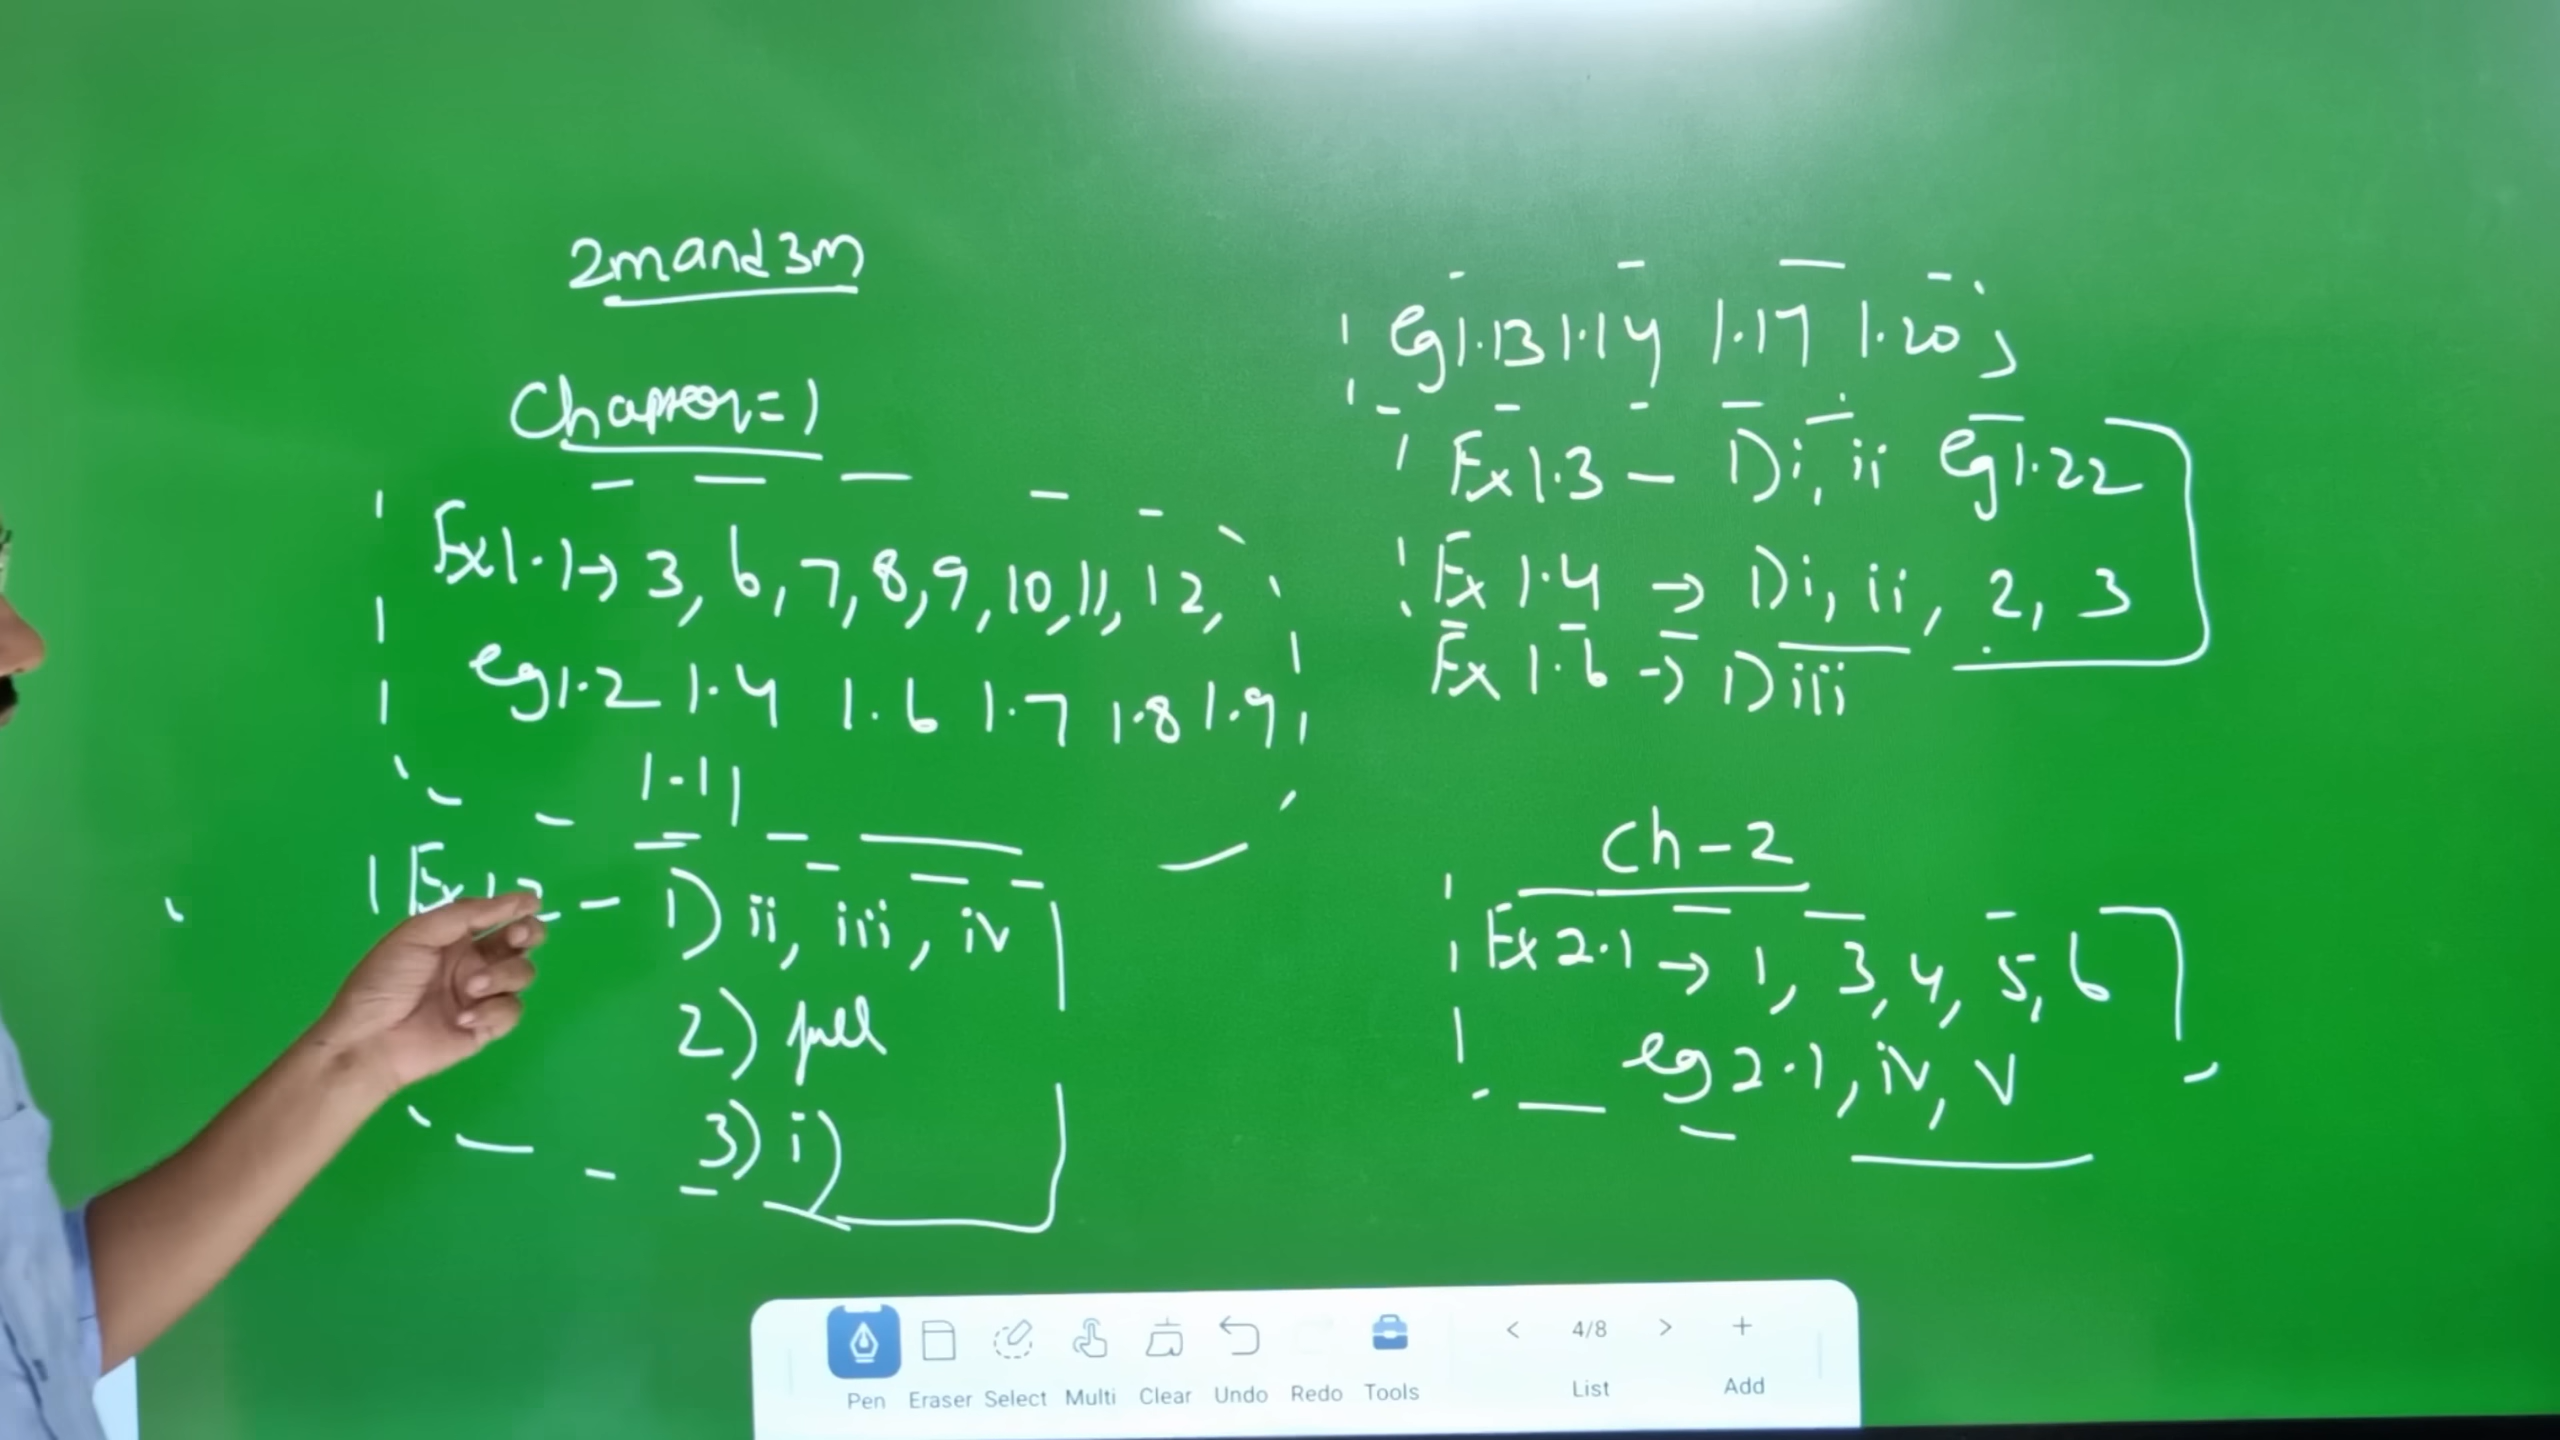 2m and 3m
Chapter = 1
Ex 1.1 → 3, 6, 7, 8, 9, 10, 11, 12,
eg 1.2 1.4 1.6 1.7 1.8 1.9,
1.11
Ex 1.2 - 1) ii, iii, iv
2) full
3) i)
eg 1.13 1.14 1.17 1.20,
Ex 1.3 - 1) i, ii eg 1.22
Ex 1.4 → 1) i, ii, 2, 3
Ex 1.6 → 1) iii
Ch - 2
Ex 2.1 → 1, 3, 4, 5, 6
eg 2.1, iv, v
Pen Eraser Select Multi Clear Undo Redo Tools < 4/8 > List + Add